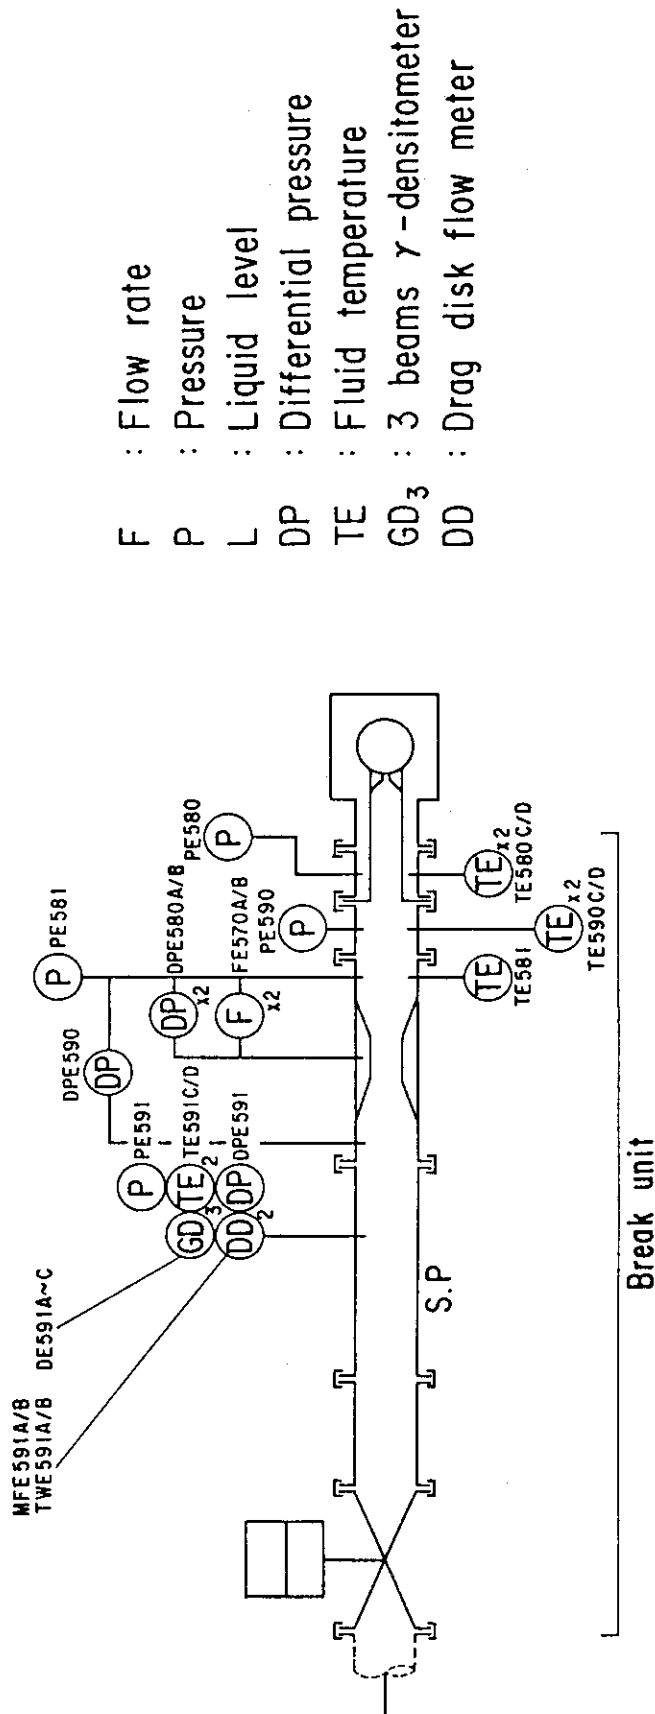 MFE591A/B
TWE591A/B
DE591A~C
GD 3
DD 2
P PE591
TE 2 TE591C/D
DP DPE591
DP DPE590
P PE581
DP x2 DPE580A/B
F x2 FE570A/B
P PE590
P PE580
TE TE581
TE x2 TE580C/D
TE x2 TE590C/D
S.P
Break unit
F : Flow rate
P : Pressure
L : Liquid level
DP : Differential pressure
TE : Fluid temperature
GD3 : 3 beams γ-densitometer
DD : Drag disk flow meter